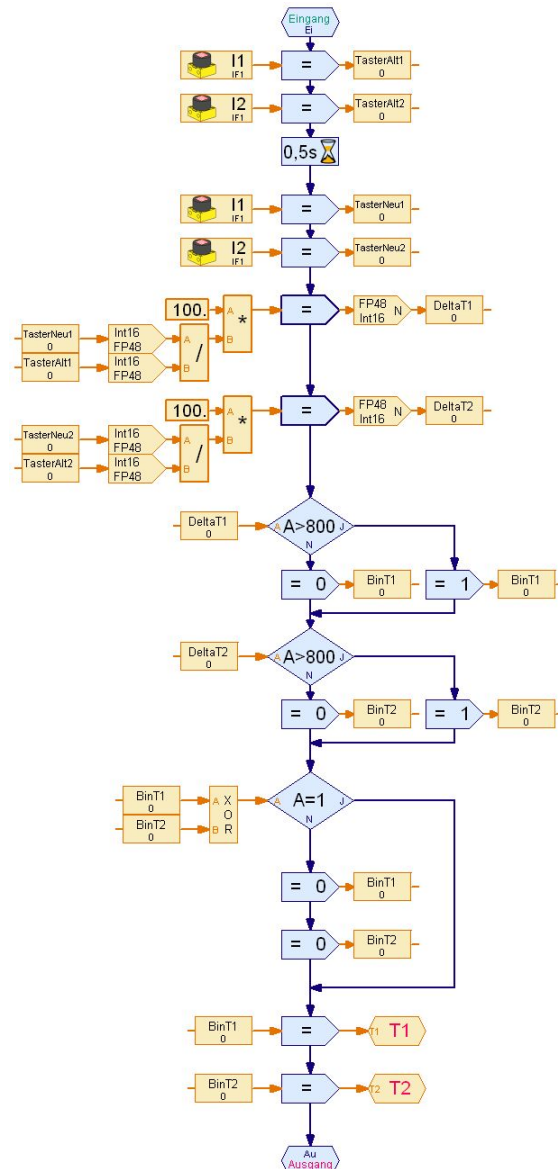 Eingang
Ei
I1
IF1
=
TasterAlt1
0
I2
IF1
=
TasterAlt2
0
0,5s
I1
IF1
=
TasterNeu1
0
I2
IF1
=
TasterNeu2
0
100.
A
B
*
=
FP48
Int16
N
DeltaT1
0
TasterNeu1
0
Int16
FP48
A
B
/
TasterAlt1
0
Int16
FP48
100.
A
B
*
=
FP48
Int16
N
DeltaT2
0
TasterNeu2
0
Int16
FP48
A
B
/
TasterAlt2
0
Int16
FP48
DeltaT1
0
A
A>800
J
N
= 0
BinT1
0
= 1
BinT1
0
DeltaT2
0
A
A>800
J
N
= 0
BinT2
0
= 1
BinT2
0
BinT1
0
BinT2
0
A
B
XOR
A
A=1
J
N
= 0
BinT1
0
= 0
BinT2
0
BinT1
0
=
T1
T1
BinT2
0
=
T2
T2
Au
Ausgang